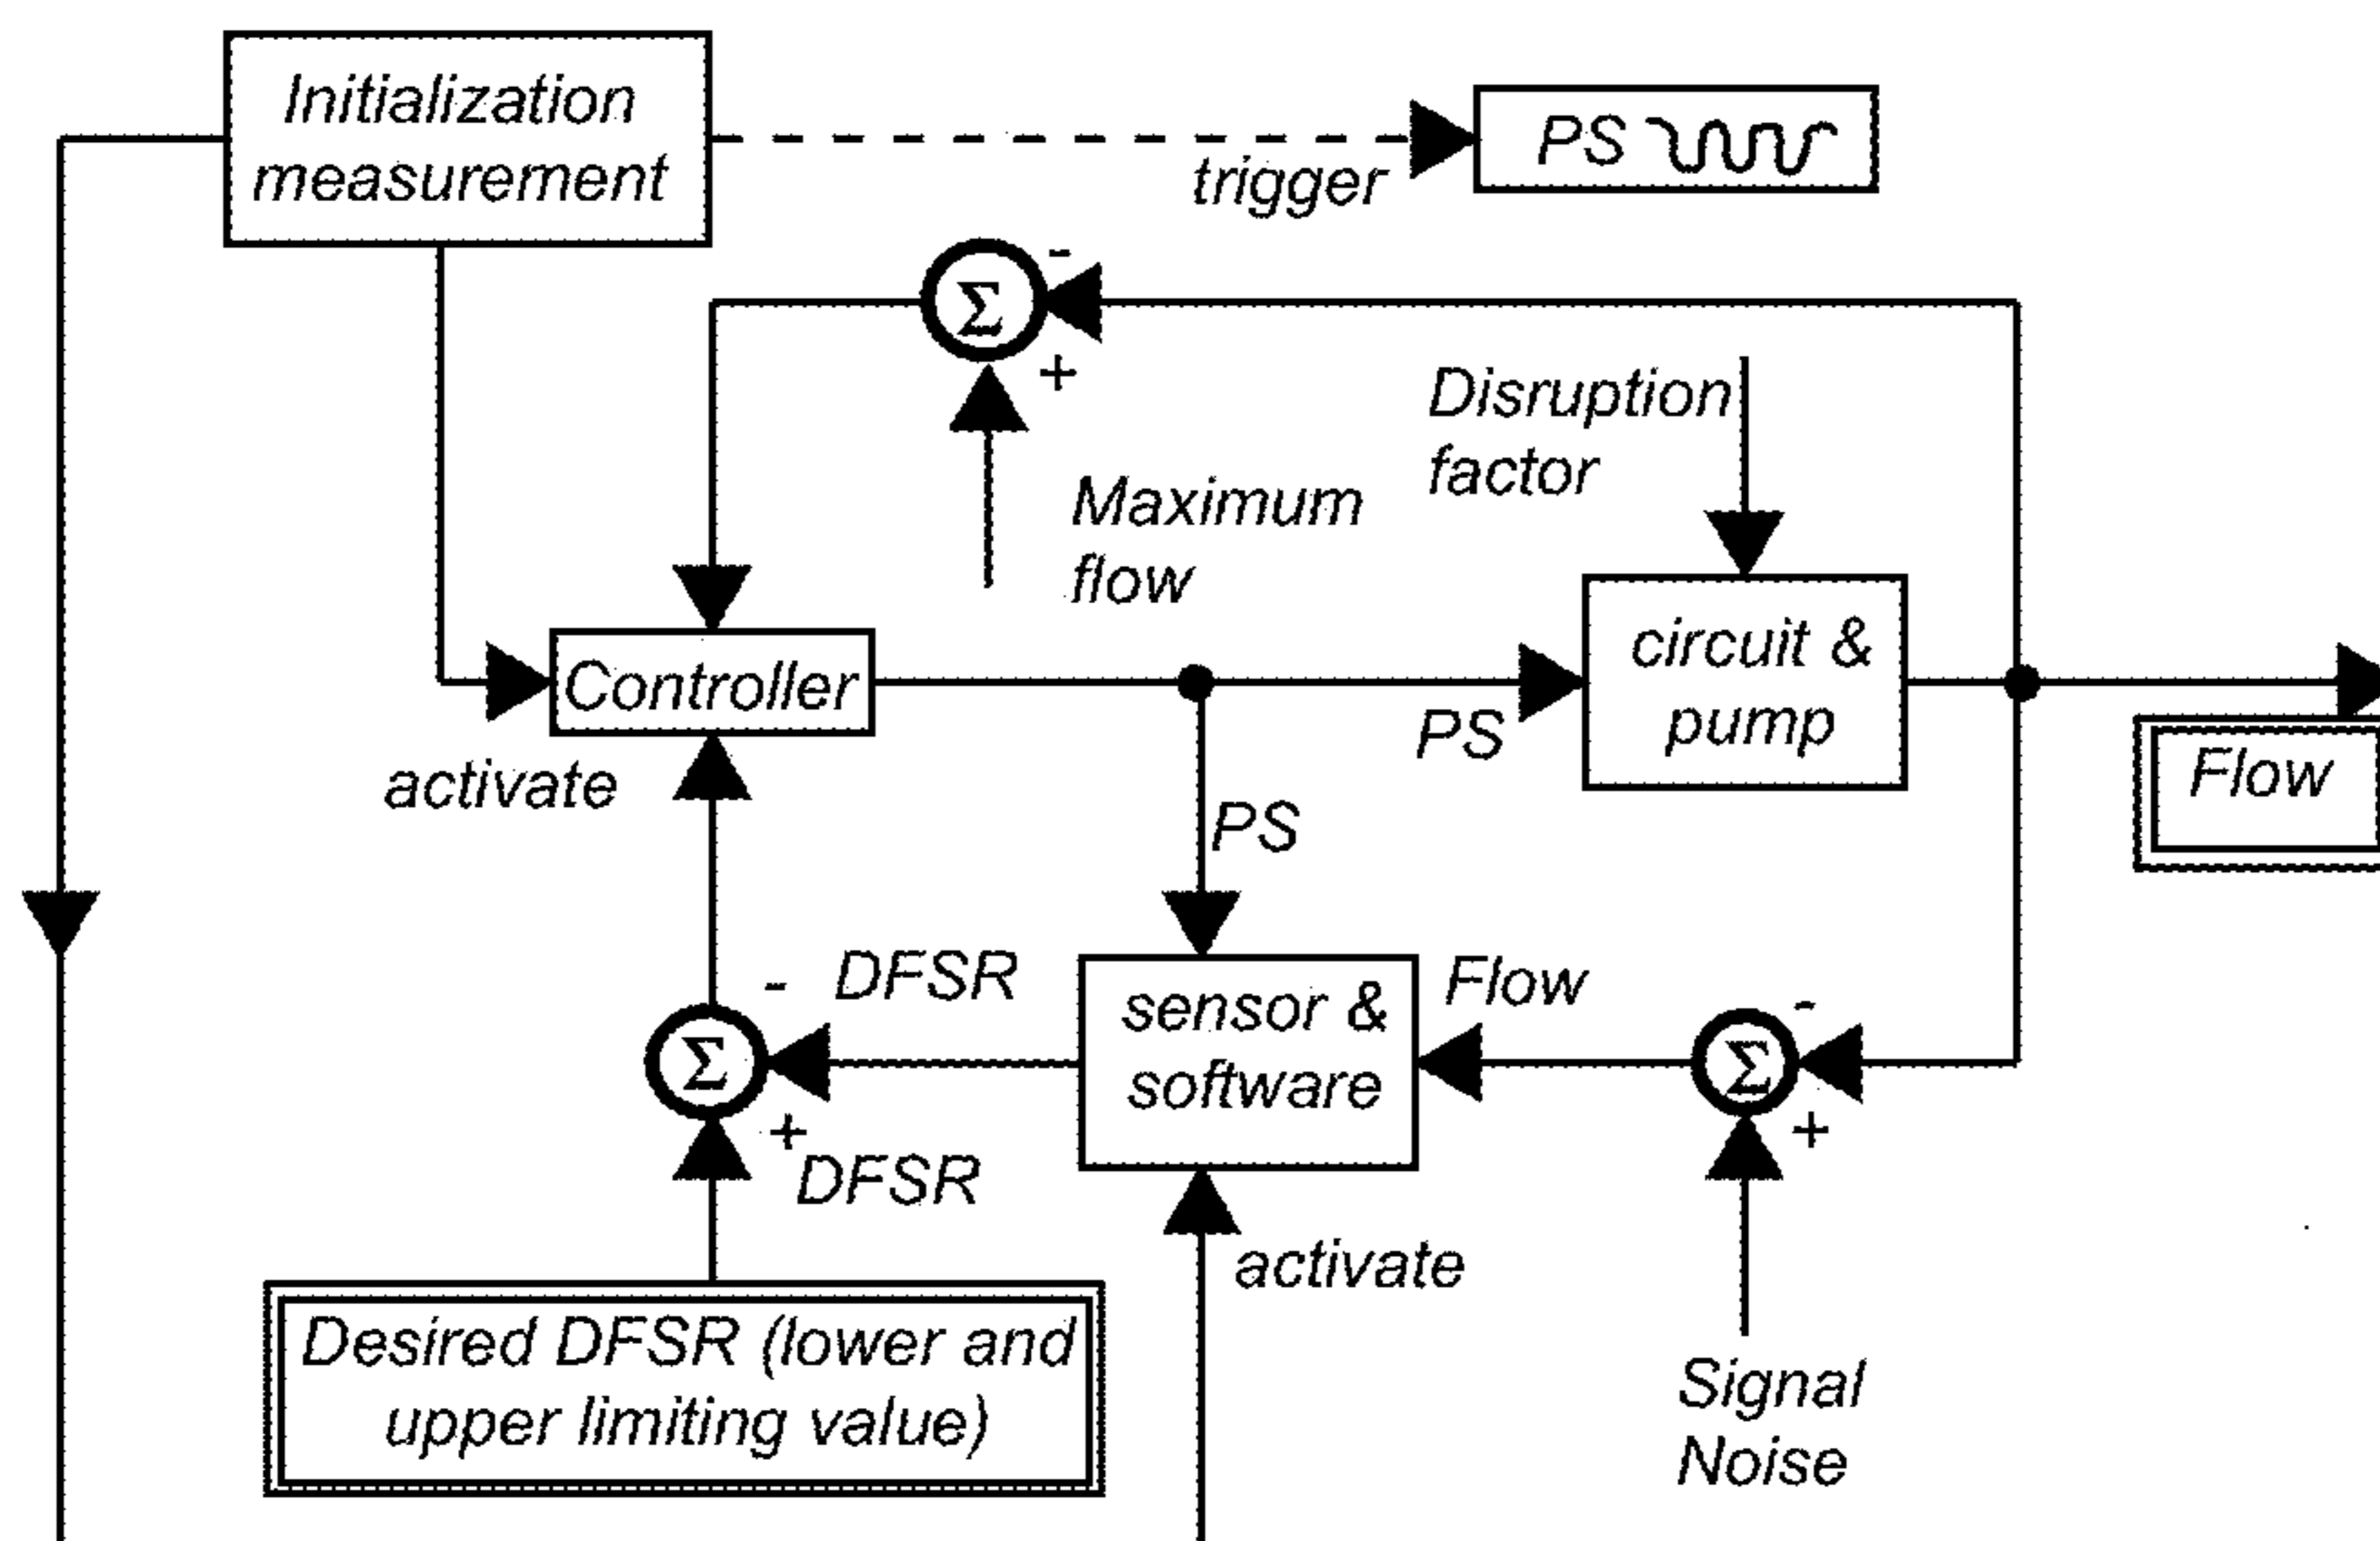 Initialization
measurement
trigger
PS
-
Σ
+
Maximum
flow
Disruption
factor
Controller
activate
PS
circuit &
pump
Flow
PS
- DFSR
Σ
+
DFSR
sensor &
software
Flow
-
Σ
+
activate
Desired DFSR (lower and
upper limiting value)
Signal
Noise